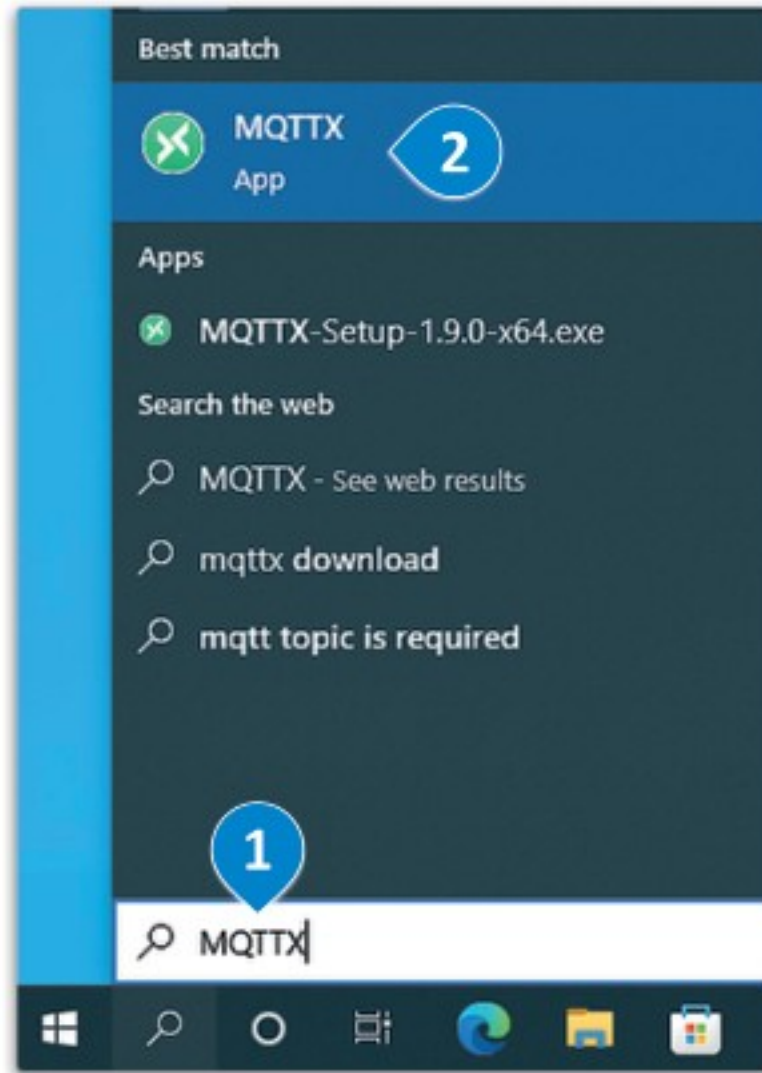 Best match
MQTTX
App
2
Apps
MQTTX-Setup-1.9.0-x64.exe
Search the web
MQTTX - See web results
mqttx download
mqtt topic is required
1
MQTTX